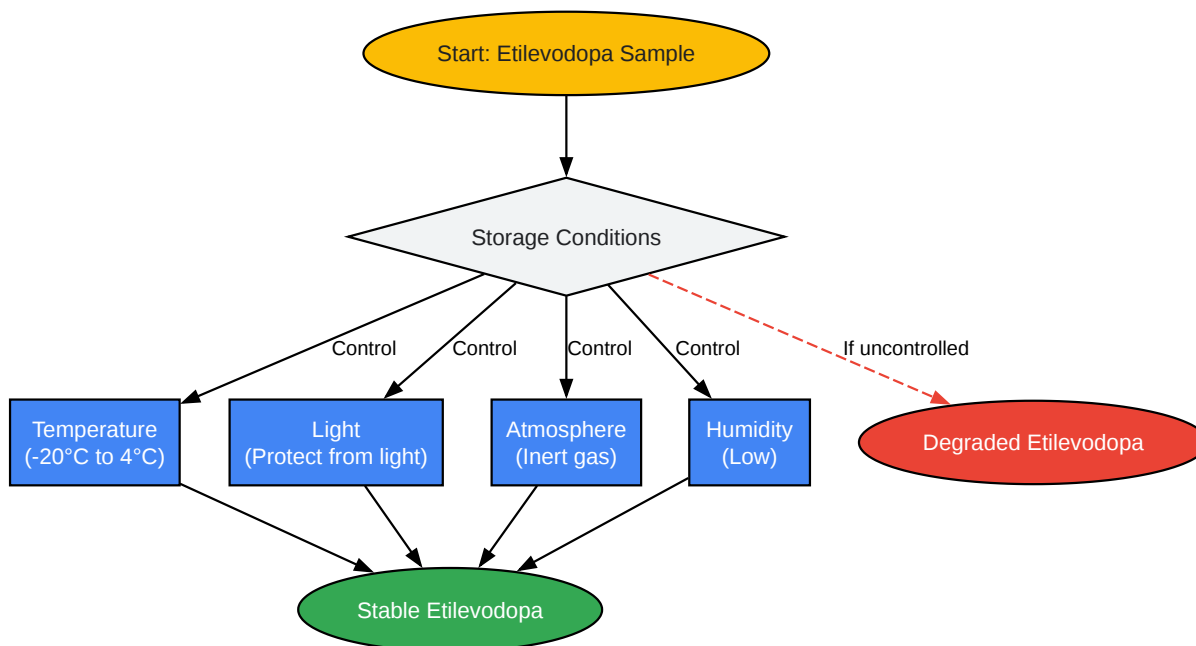 Start: Etilevodopa Sample
Storage Conditions
Control
Control
Control
Control
If uncontrolled
Temperature
(-20°C to 4°C)
Light
(Protect from light)
Atmosphere
(Inert gas)
Humidity
(Low)
Degraded Etilevodopa
Stable Etilevodopa